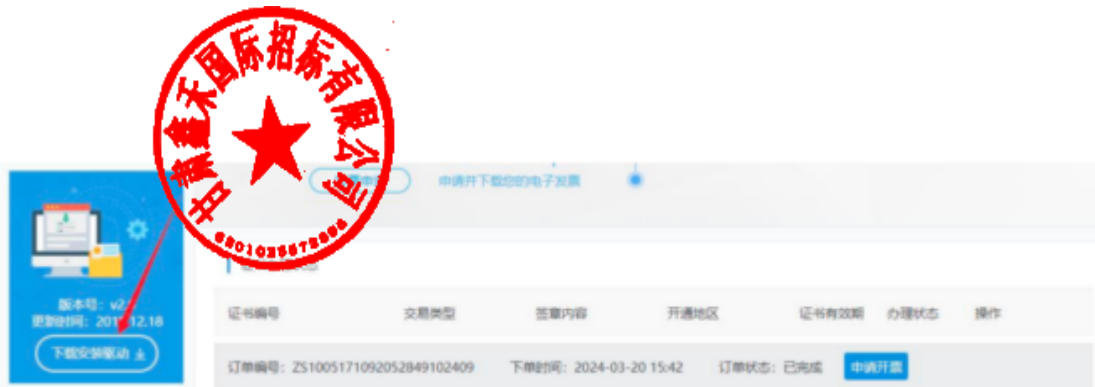 甘肃鑫禾国际招标有限公司
申请并下载您的电子发票
版本号：v2.
更新时间：201 .12.18
下载安装驱动
证书编号 交易类型 签章内容 开通地区 证书有效期 办理状态 操作
订单编号：ZS1005171092052849102409 下单时间：2024-03-20 15:42 订单状态：已完成 申请开票